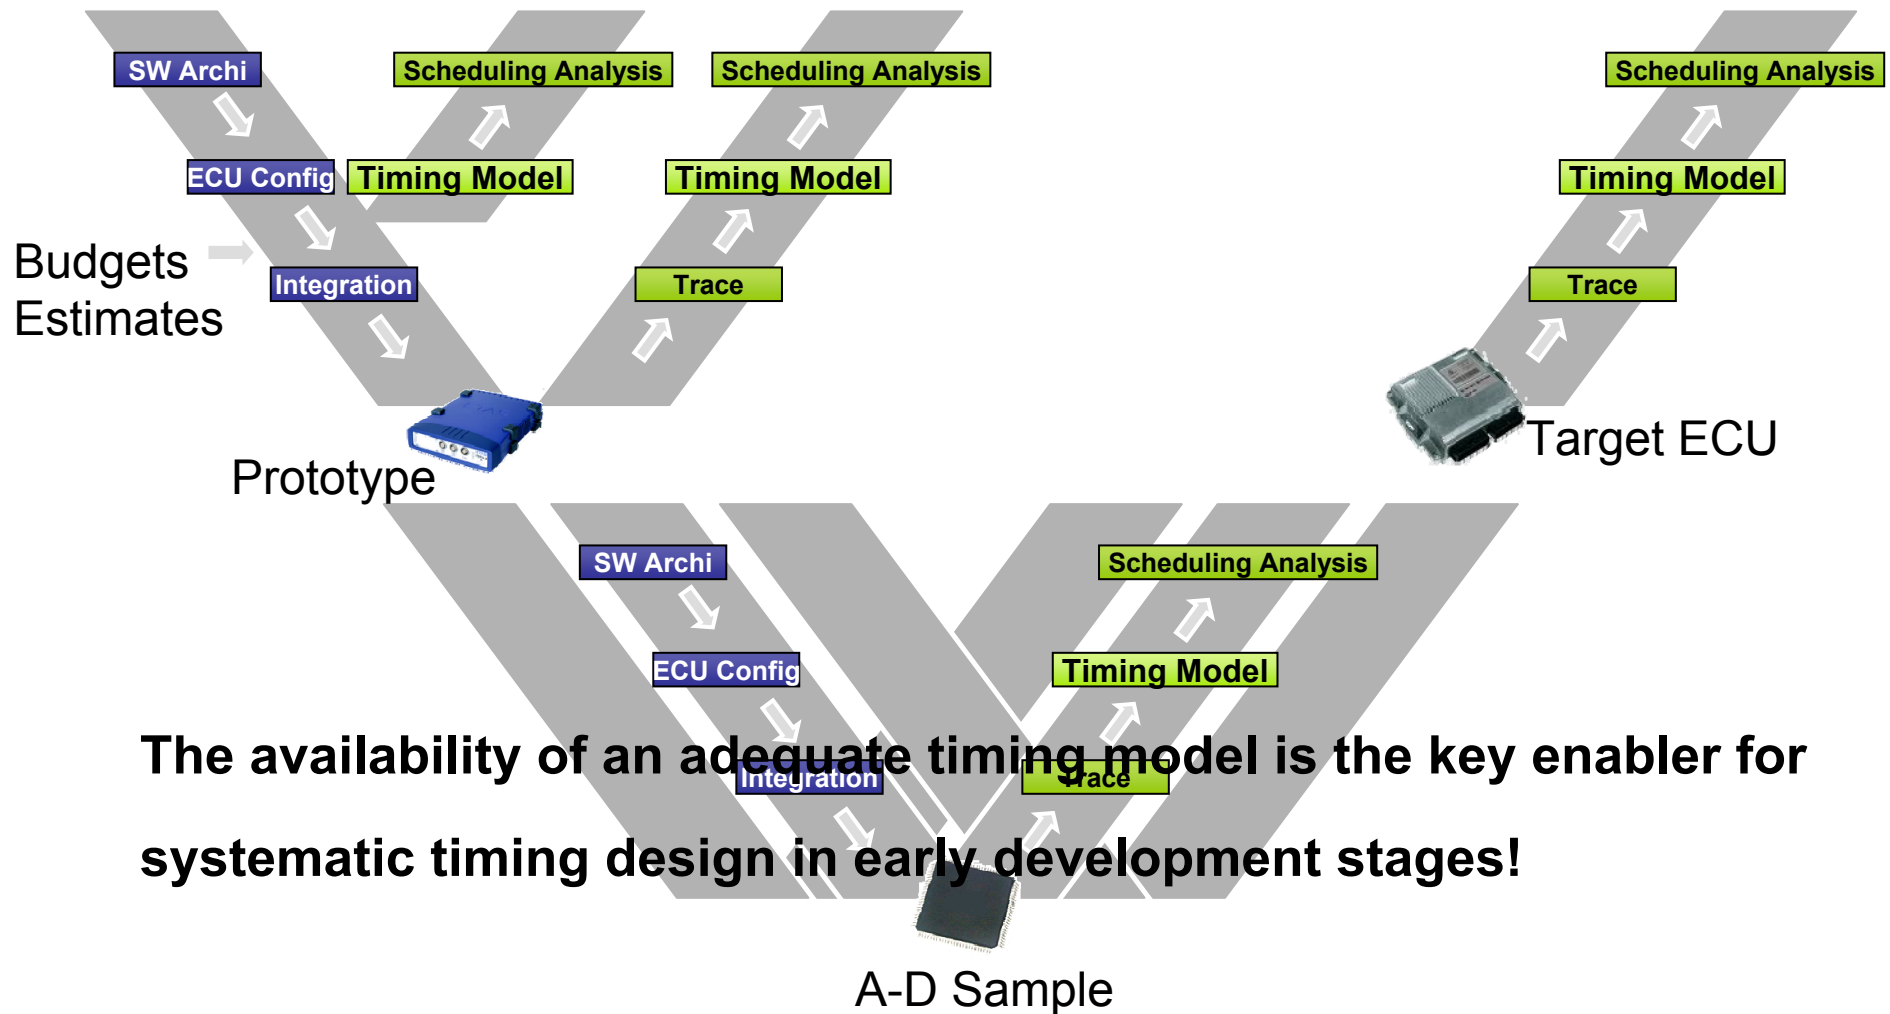 SW Archi
Scheduling Analysis
Scheduling Analysis
Scheduling Analysis
ECU Config
Timing Model
Timing Model
Timing Model
Budgets
Estimates
Integration
Trace
Trace
Prototype
Target ECU
SW Archi
Scheduling Analysis
ECU Config
Timing Model
The availability of an adequate timing model is the key enabler for
Integration
Trace
systematic timing design in early development stages!
A-D Sample